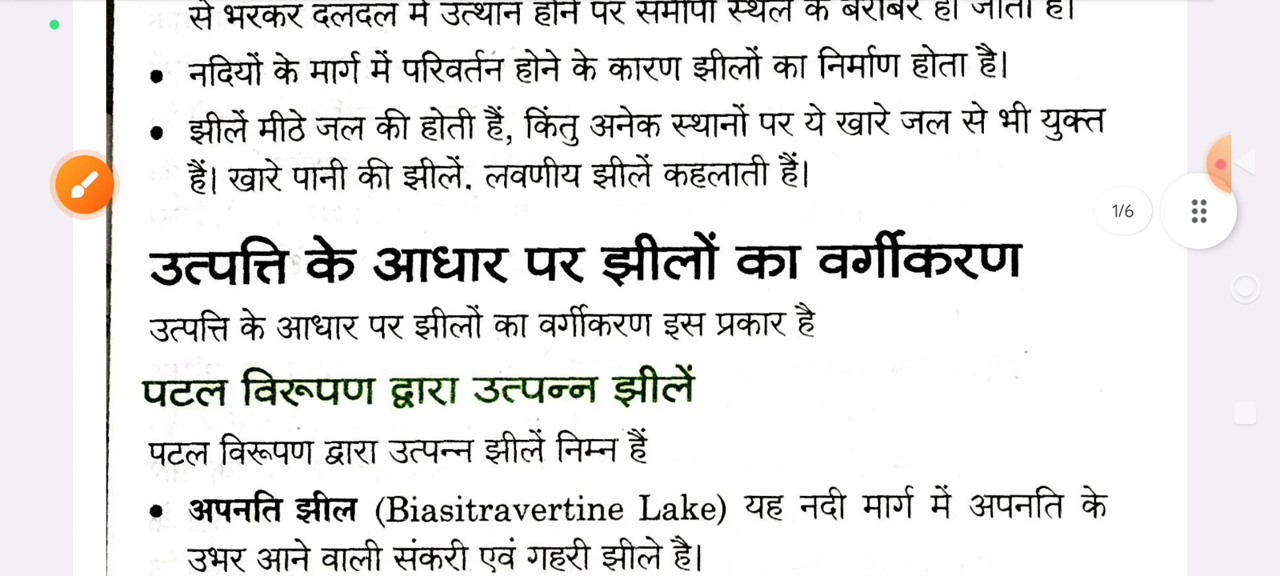 से भरकर दलदल में उत्थान होने पर समीपी स्थल के बराबर हो जाता है।
• नदियों के मार्ग में परिवर्तन होने के कारण झीलों का निर्माण होता है।
• झीलें मीठे जल की होती हैं, किंतु अनेक स्थानों पर ये खारे जल से भी युक्त
हैं। खारे पानी की झीलें. लवणीय झीलें कहलाती हैं।
1/6
उत्पत्ति के आधार पर झीलों का वर्गीकरण
उत्पत्ति के आधार पर झीलों का वर्गीकरण इस प्रकार है
पटल विरूपण द्वारा उत्पन्न झीलें
पटल विरूपण द्वारा उत्पन्न झीलें निम्न हैं
• अपनति झील (Biasitravertine Lake) यह नदी मार्ग में अपनति के
उभर आने वाली संकरी एवं गहरी झीले है।